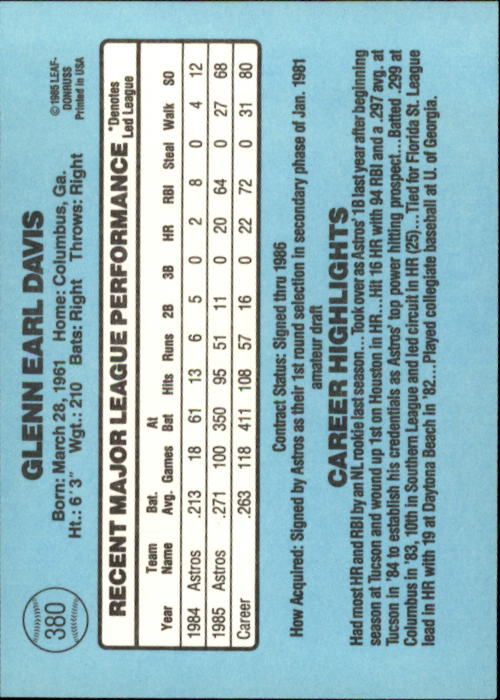 380
GLENN EARL DAVIS
©1985 LEAF-
DONRUSS
Printed in USA
Born: March 28, 1961 Home: Columbus, Ga.
Ht.: 6' 3" Wgt.: 210 Bats: Right Throws: Right
RECENT MAJOR LEAGUE PERFORMANCE
*Denotes
Led League
Year Team Name Bat. Avg. Games At Bat Hits Runs 2B 3B HR RBI Steal Walk SO
1984 Astros .213 18 61 13 6 5 0 2 8 0 4 12
1985 Astros .271 100 350 95 51 11 0 20 64 0 27 68
Career .263 118 411 108 57 16 0 22 72 0 31 80
Contract Status: Signed thru 1986
How Acquired: Signed by Astros as their 1st round selection in secondary phase of Jan. 1981
amateur draft
CAREER HIGHLIGHTS
Had most HR and RBI by an NL rookie last season...Took over as Astros' 1B last year after beginning
season at Tucson and wound up 1st on Houston in HR...Hit 16 HR with 94 RBI and a .297 avg. at
Tucson in '84 to establish his credentials as Astros' top power hitting prospect...Batted .299 at
Columbus in '83, 10th in Southern League and led circuit in HR (25)...Tied for Florida St. League
lead in HR with 19 at Daytona Beach in '82...Played collegiate baseball at U. of Georgia.